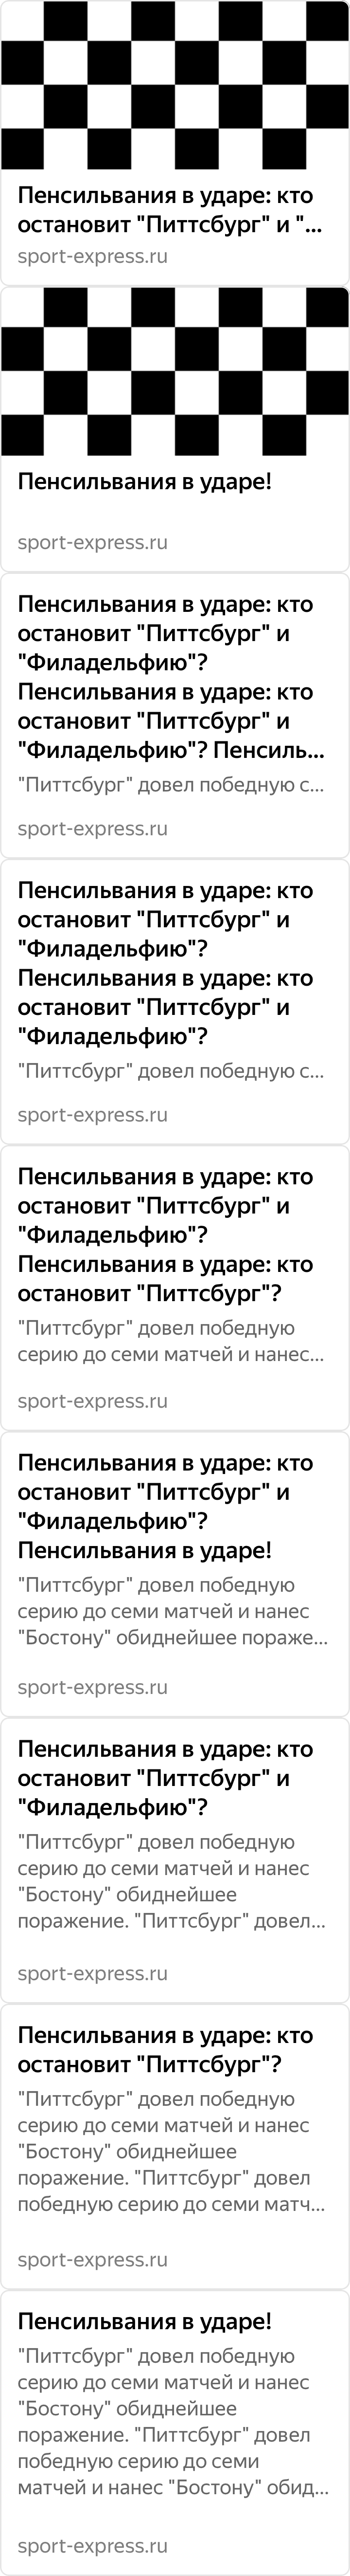 Пенсильвания в ударе: кто
остановит "Питтсбург" и "...
sport-express.ru
Пенсильвания в ударе!
sport-express.ru
Пенсильвания в ударе: кто
остановит "Питтсбург" и
"Филадельфию"?
Пенсильвания в ударе: кто
остановит "Питтсбург" и
"Филадельфию"? Пенсиль...
"Питтсбург" довел победную с...
sport-express.ru
Пенсильвания в ударе: кто
остановит "Питтсбург" и
"Филадельфию"?
Пенсильвания в ударе: кто
остановит "Питтсбург" и
"Филадельфию"?
"Питтсбург" довел победную с...
sport-express.ru
Пенсильвания в ударе: кто
остановит "Питтсбург" и
"Филадельфию"?
Пенсильвания в ударе: кто
остановит "Питтсбург"?
"Питтсбург" довел победную
серию до семи матчей и нанес...
sport-express.ru
Пенсильвания в ударе: кто
остановит "Питтсбург" и
"Филадельфию"?
Пенсильвания в ударе!
"Питтсбург" довел победную
серию до семи матчей и нанес
"Бостону" обиднейшее пораже...
sport-express.ru
Пенсильвания в ударе: кто
остановит "Питтсбург" и
"Филадельфию"?
"Питтсбург" довел победную
серию до семи матчей и нанес
"Бостону" обиднейшее
поражение. "Питтсбург" довел...
sport-express.ru
Пенсильвания в ударе: кто
остановит "Питтсбург"?
"Питтсбург" довел победную
серию до семи матчей и нанес
"Бостону" обиднейшее
поражение. "Питтсбург" довел
победную серию до семи матч...
sport-express.ru
Пенсильвания в ударе!
"Питтсбург" довел победную
серию до семи матчей и нанес
"Бостону" обиднейшее
поражение. "Питтсбург" довел
победную серию до семи
матчей и нанес "Бостону" обид...
sport-express.ru